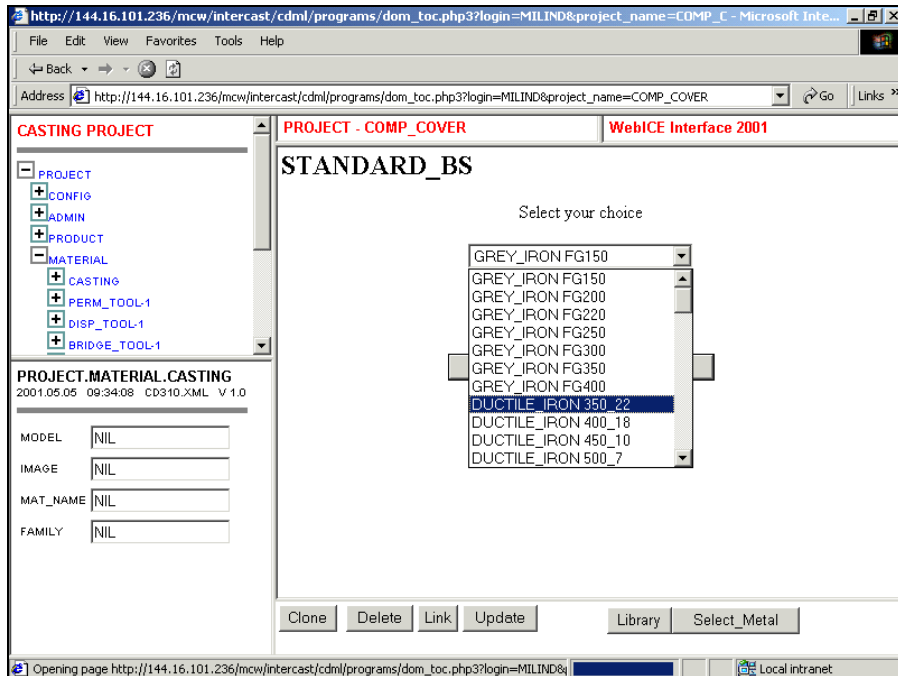 http://144.16.101.236/mcw/intercast/cdml/programs/dom_toc.php3?login=MILIND&project_name=COMP_C - Microsoft Inte...
File Edit View Favorites Tools Help
Back
Address http://144.16.101.236/mcw/intercast/cdml/programs/dom_toc.php3?login=MILIND&project_name=COMP_COVER Go Links »
CASTING PROJECT
PROJECT
CONFIG
ADMIN
PRODUCT
MATERIAL
CASTING
PERM_TOOL-1
DISP_TOOL-1
BRIDGE_TOOL-1
PROJECT.MATERIAL.CASTING
2001.05.05 09:34:08 CD310.XML V 1.0
MODEL NIL
IMAGE NIL
MAT_NAME NIL
FAMILY NIL
PROJECT - COMP_COVER WebICE Interface 2001
STANDARD_BS
Select your choice
GREY_IRON FG150
GREY_IRON FG150
GREY_IRON FG200
GREY_IRON FG220
GREY_IRON FG250
GREY_IRON FG300
GREY_IRON FG350
GREY_IRON FG400
DUCTILE_IRON 350_22
DUCTILE_IRON 400_18
DUCTILE_IRON 450_10
DUCTILE_IRON 500_7
Clone Delete Link Update Library Select_Metal
Opening page http://144.16.101.236/mcw/intercast/cdml/programs/dom_toc.php3?login=MILIND& Local intranet